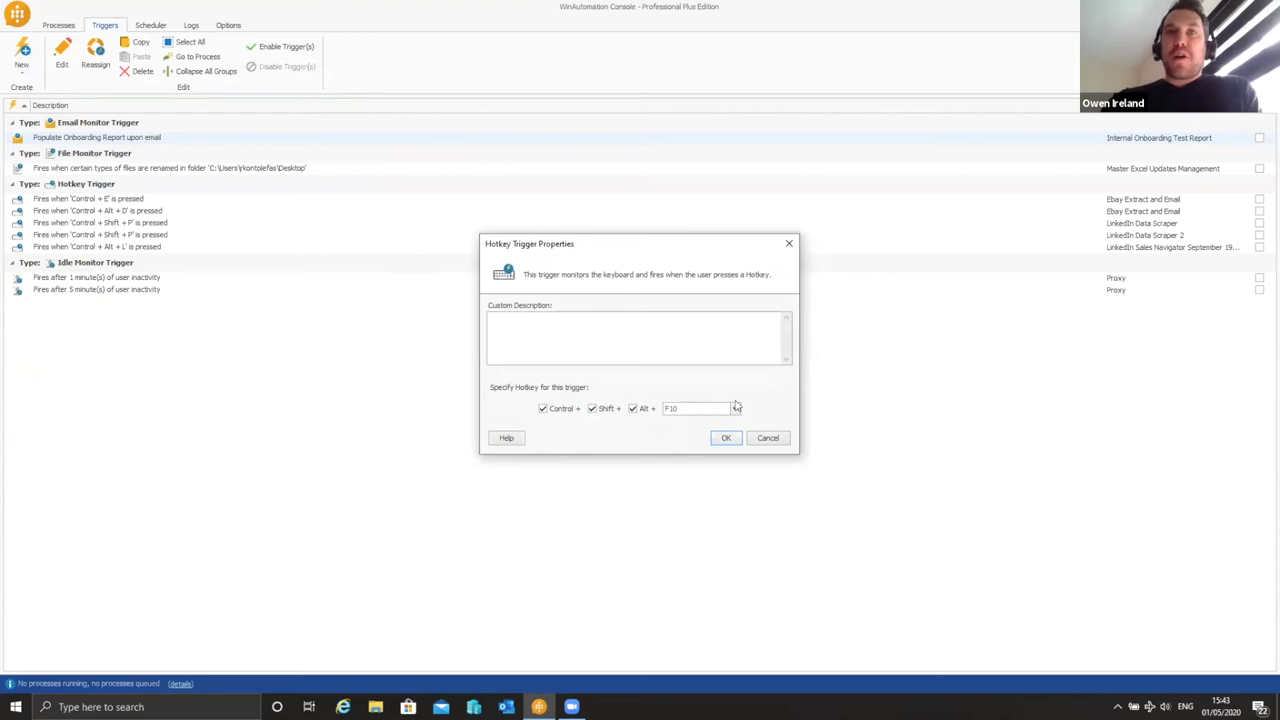 WinAutomation Console - Professional Plus Edition
Processes Triggers Scheduler Logs Options
New
Create
Edit
Reassign
Copy
Paste
Delete
Select All
Go to Process
Collapse All Groups
Edit
Enable Trigger(s)
Disable Trigger(s)
Owen Ireland
Description
Type: Email Monitor Trigger
Populate Onboarding Report upon email Internal Onboarding Test Report
Type: File Monitor Trigger
Fires when certain types of files are renamed in folder 'C:\Users\rkontolefas\Desktop' Master Excel Updates Management
Type: Hotkey Trigger
Fires when 'Control + E' is pressed Ebay Extract and Email
Fires when 'Control + Alt + D' is pressed Ebay Extract and Email
Fires when 'Control + Shift + P' is pressed LinkedIn Data Scraper
Fires when 'Control + Shift + P' is pressed LinkedIn Data Scraper 2
Fires when 'Control + Alt + L' is pressed LinkedIn Sales Navigator September 19...
Type: Idle Monitor Trigger
Fires after 1 minute(s) of user inactivity Proxy
Fires after 5 minute(s) of user inactivity Proxy
Hotkey Trigger Properties
This trigger monitors the keyboard and fires when the user presses a Hotkey.
Custom Description:
Specify Hotkey for this trigger:
Control + Shift + Alt + F10
Help OK Cancel
No processes running, no processes queued (details)
Type here to search
ENG
15:43
01/05/2020
22